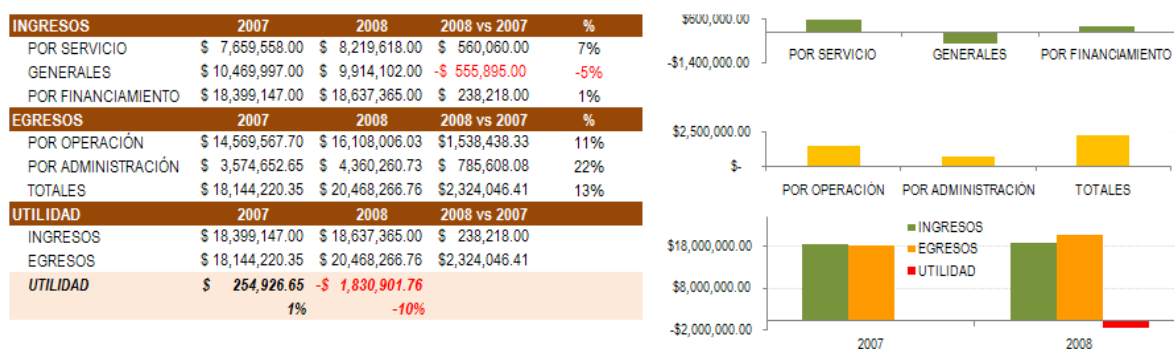 INGRESOS 2007 2008 2008 vs 2007 %
POR SERVICIO $ 7,659,558.00 $ 8,219,618.00 $ 560,060.00 7%
GENERALES $ 10,469,997.00 $ 9,914,102.00 -$ 555,895.00 -5%
POR FINANCIAMIENTO $ 18,399,147.00 $ 18,637,365.00 $ 238,218.00 1%
EGRESOS 2007 2008 2008 vs 2007 %
POR OPERACIÓN $ 14,569,567.70 $ 16,108,006.03 $1,538,438.33 11%
POR ADMINISTRACIÓN $ 3,574,652.65 $ 4,360,260.73 $ 785,608.08 22%
TOTALES $ 18,144,220.35 $ 20,468,266.76 $2,324,046.41 13%
UTILIDAD 2007 2008 2008 vs 2007
INGRESOS $ 18,399,147.00 $ 18,637,365.00 $ 238,218.00
EGRESOS $ 18,144,220.35 $ 20,468,266.76 $2,324,046.41
UTILIDAD $ 254,926.65 -$ 1,830,901.76
1% -10%
$600,000.00
-$1,400,000.00
POR SERVICIO GENERALES POR FINANCIAMIENTO
$2,500,000.00
$-
POR OPERACIÓN POR ADMINISTRACIÓN TOTALES
INGRESOS
EGRESOS
UTILIDAD
$18,000,000.00
$8,000,000.00
-$2,000,000.00
2007 2008